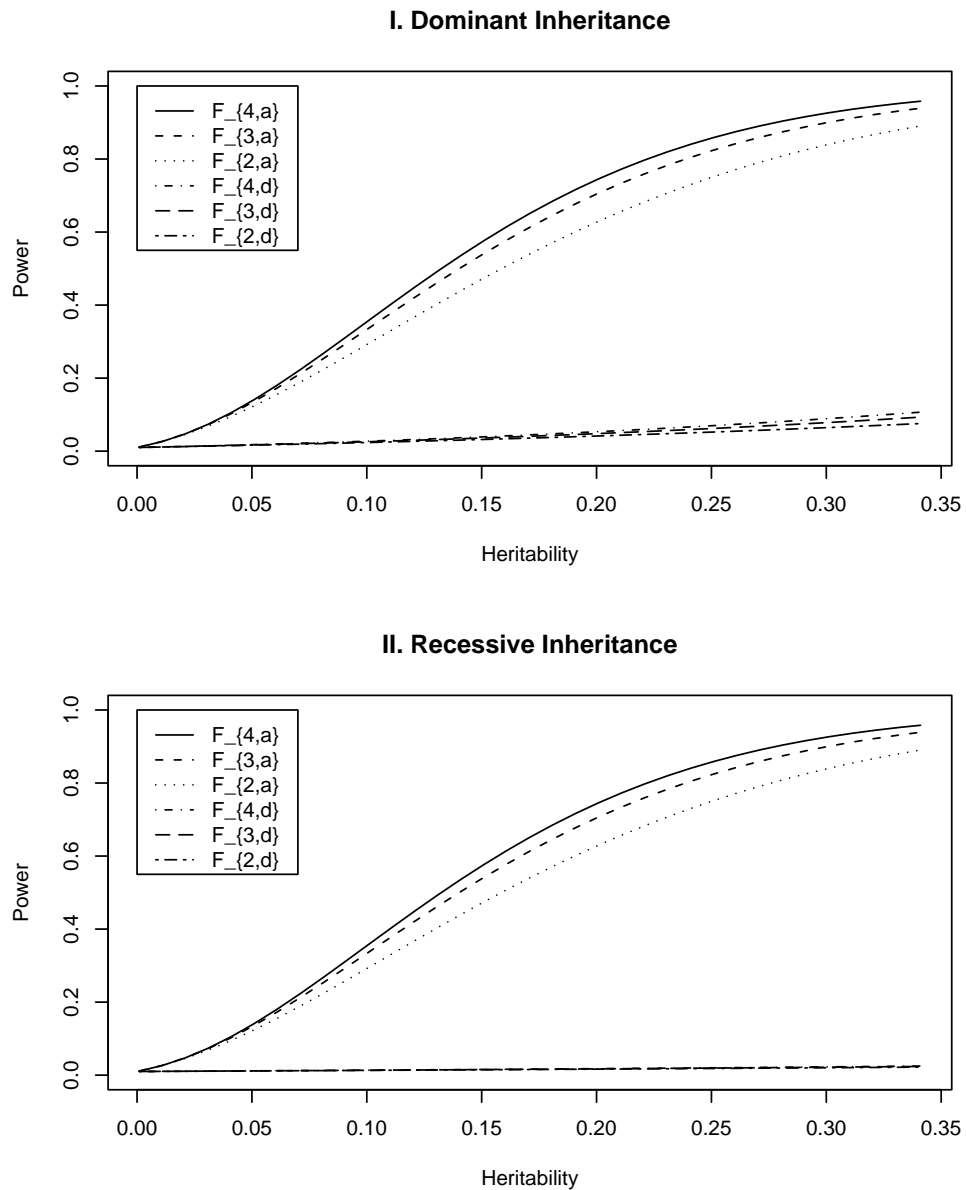 I. Dominant Inheritance
1.0
0.8
0.6
0.4
0.2
0.0
Power
F_{4,a}
F_{3,a}
F_{2,a}
F_{4,d}
F_{3,d}
F_{2,d}
0.00 0.05 0.10 0.15 0.20 0.25 0.30 0.35
Heritability
II. Recessive Inheritance
1.0
0.8
0.6
0.4
0.2
0.0
Power
F_{4,a}
F_{3,a}
F_{2,a}
F_{4,d}
F_{3,d}
F_{2,d}
0.00 0.05 0.10 0.15 0.20 0.25 0.30 0.35
Heritability